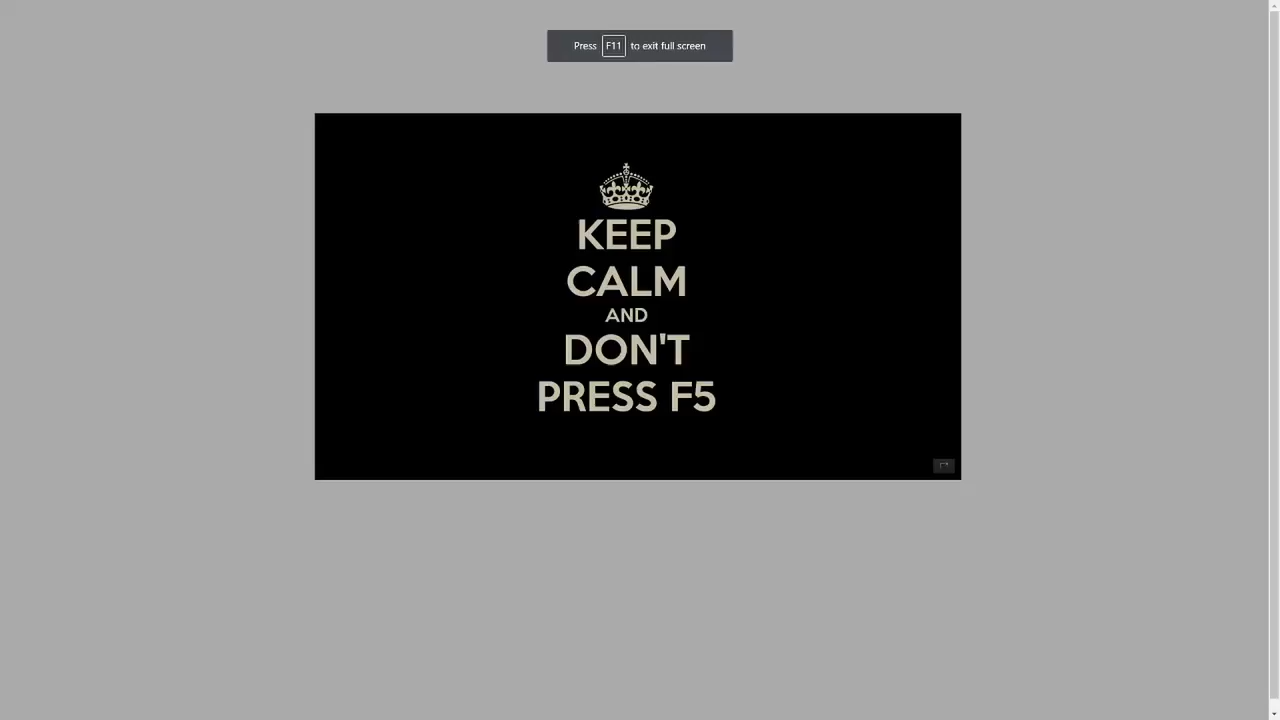 Press F11 to exit full screen
KEEP
CALM
AND
DON'T
PRESS F5